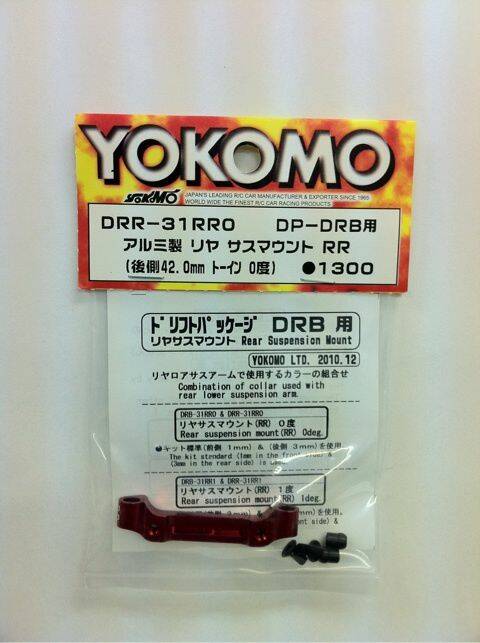 YOKOMO
YOKOMO JAPAN'S LEADING R/C CAR MANUFACTURER & EXPORTER SINCE 1965
WORLD WIDE THE FINEST R/C CAR RACING PRODUCTS
DRR-31RR0 DP-DRB用
アルミ製 リヤ サスマウント RR
(後側42.0mm トーイン 0度) ●1300
ドリフトパッケージ DRB 用
リヤサスマウント Rear Suspension Mount
YOKOMO LTD. 2010.12
リヤロアサスアームで使用するカラーの組合せ
Combination of collar used with
rear lower suspension arm.
DRB-31RR0 & DRR-31RR0
リヤサスマウント(RR) 0度
Rear suspension mount(RR) 0deg.
キット標準(前側 1mm) & (後側 3mm)を使用
The kit standard (1mm in the front side) &
(3mm in the rear side) is used
DRB-31RR1 & DRR-31RR1
リヤサスマウント(RR) 1度
Rear suspension mount(RR) 1deg.